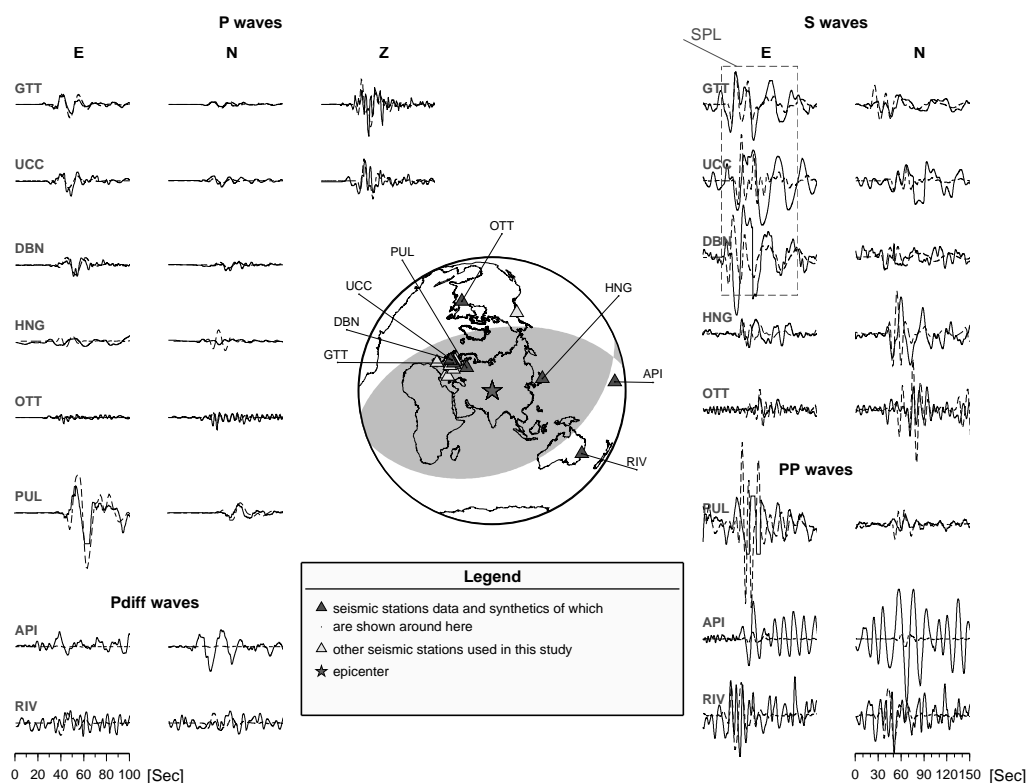 P waves
E N Z
GTT
UCC
DBN
HNG
OTT
PUL
Pdiff waves
API
RIV
0 20 40 60 80 100 [Sec]
OTT
PUL
UCC
DBN
GTT
HNG
API
RIV
Legend
seismic stations data and synthetics of which
are shown around here
other seismic stations used in this study
epicenter
S waves
SPL
E N
GTT
UCC
DBN
HNG
OTT
PP waves
PUL
API
RIV
0 30 60 90 120 150 [Sec]